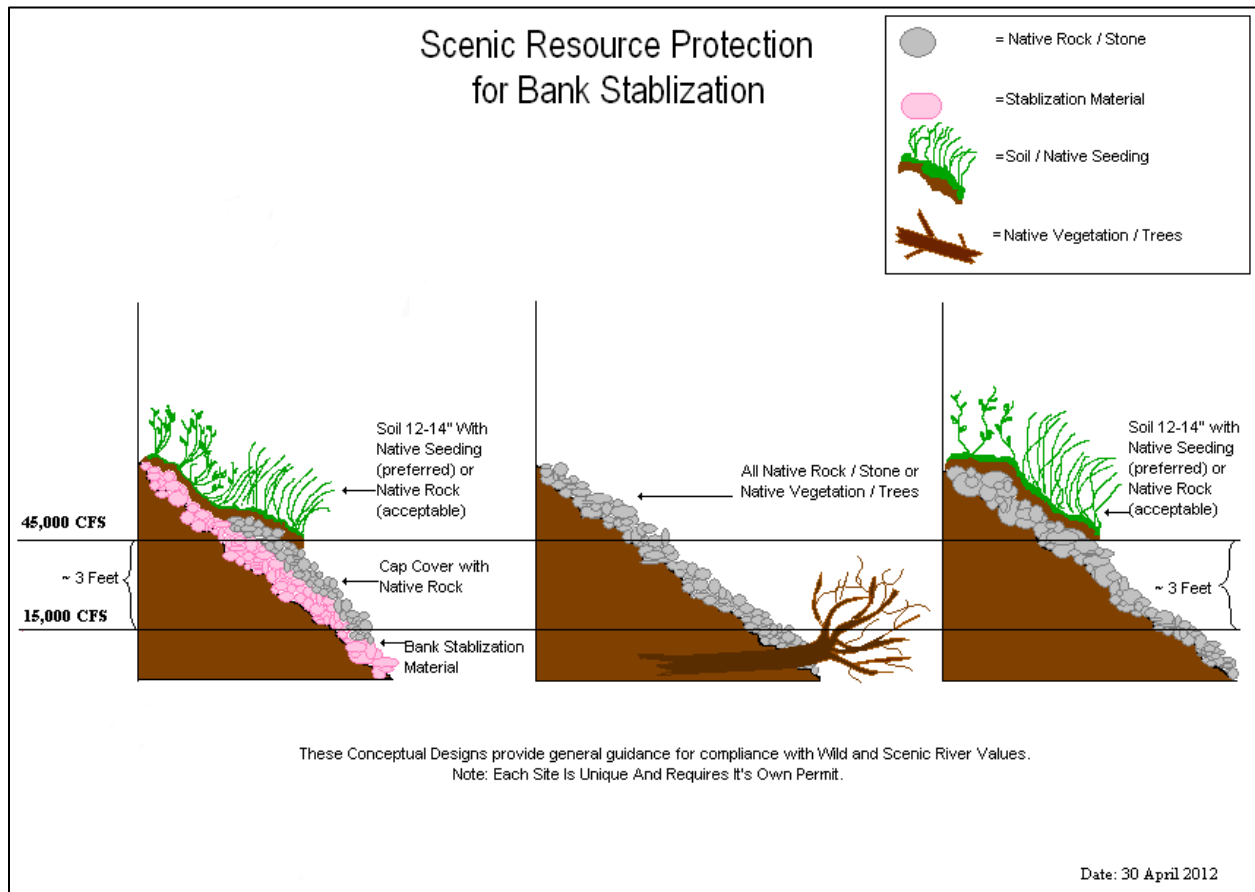 Scenic Resource Protection
for Bank Stablization
= Native Rock / Stone
=Stablization Material
=Soil / Native Seeding
= Native Vegetation / Trees
Soil 12-14" With
Native Seeding
(preferred) or
Native Rock
(acceptable)
45,000 CFS
~ 3 Feet
Cap Cover with
Native Rock
15,000 CFS
Bank Stablization
Material
All Native Rock / Stone or
Native Vegetation / Trees
Soil 12-14" with
Native Seeding
(preferred) or
Native Rock
(acceptable)
~ 3 Feet
These Conceptual Designs provide general guidance for compliance with Wild and Scenic River Values.
Note: Each Site Is Unique And Requires It's Own Permit.
Date: 30 April 2012